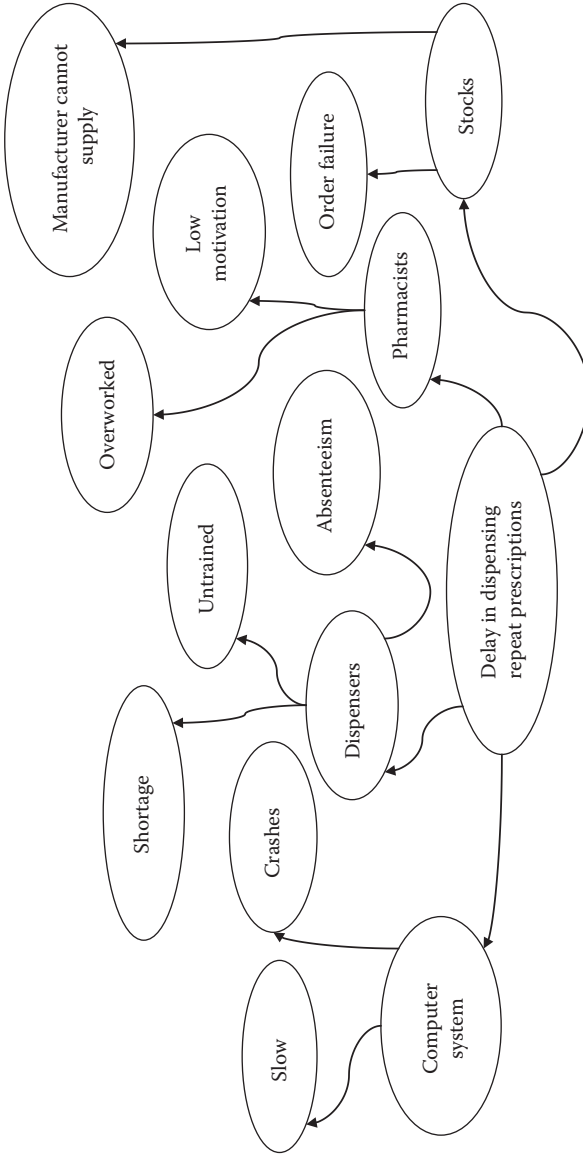 Manufacturer cannot
supply
Overworked
Low
motivation
Shortage
Untrained
Order failure
Absenteeism
Crashes
Slow
Pharmacists
Stocks
Dispensers
Computer
system
Delay in dispensing
repeat prescriptions